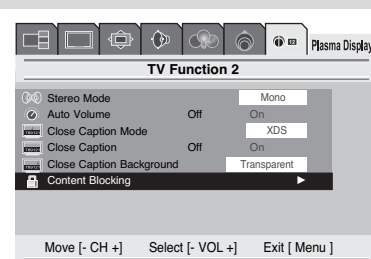 Plasma Display
TV Function 2
Stereo Mode Mono
Auto Volume Off On
Close Caption Mode XDS
Close Caption Off On
Close Caption Background Transparent
Content Blocking
Move [- CH +] Select [- VOL +] Exit [ Menu ]